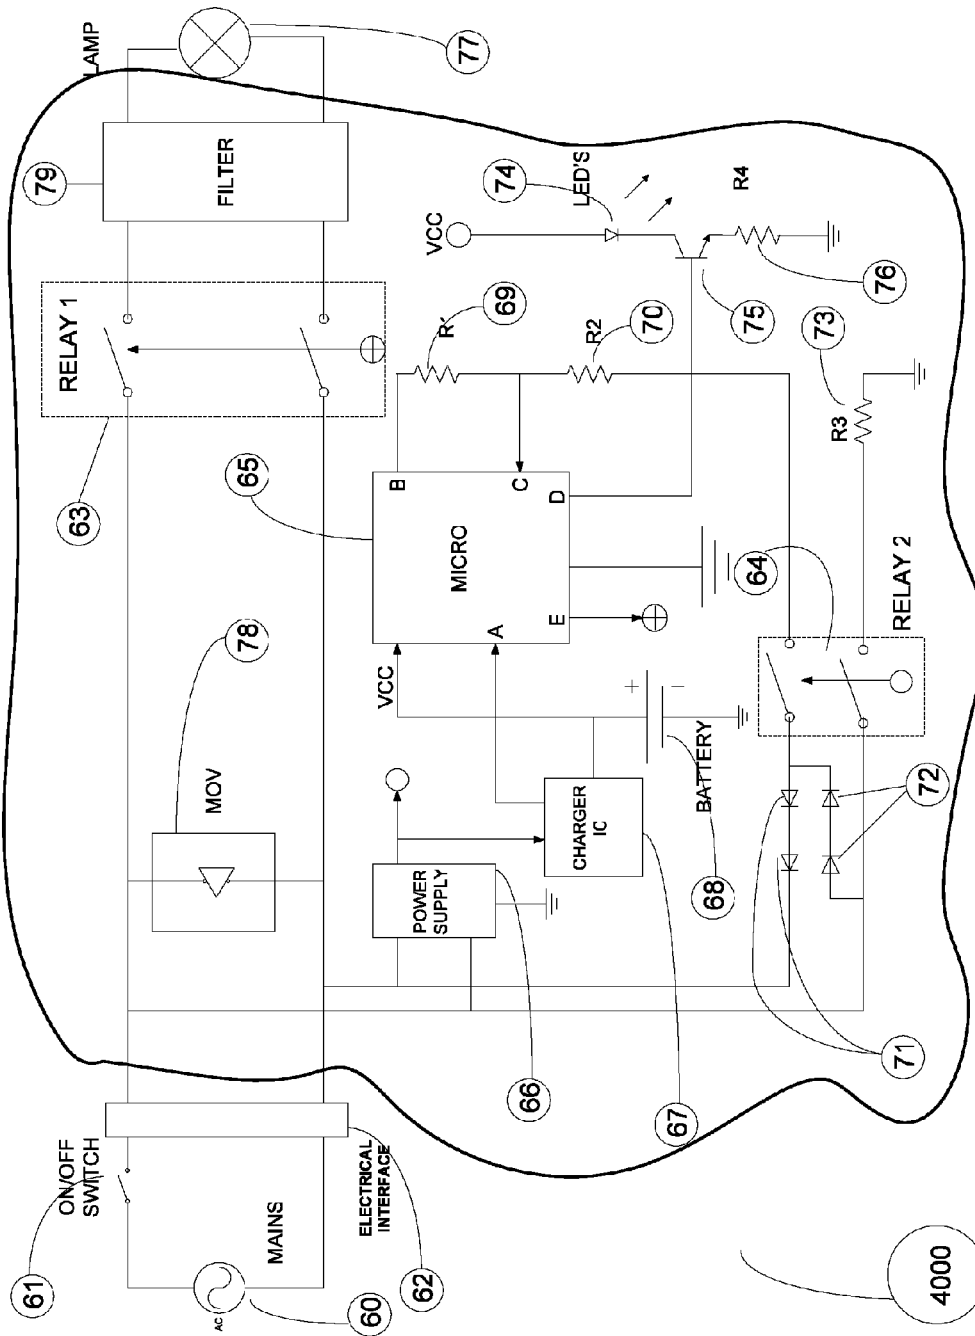 LAMP
77
79
FILTER
RELAY 1
63
74
LED'S
VCC
R4
R'
69
R2
70
75
76
73
R3
65
B
C
D
MICRO
A
E
VCC
64
RELAY 2
78
MOV
+
-
BATTERY
68
CHARGER
IC
POWER
SUPPLY
72
71
66
67
ON/OFF
SWITCH
61
MAINS
ELECTRICAL
INTERFACE
62
AC
60
4000